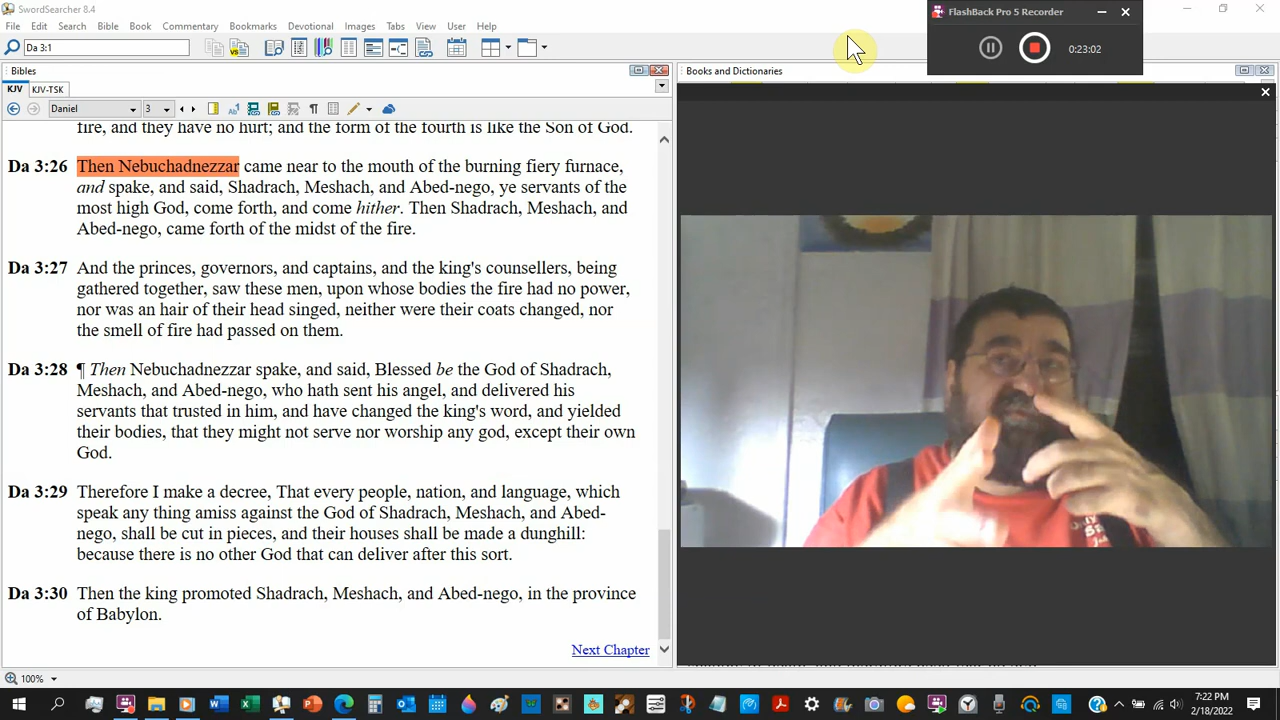 SwordSearcher 8.4
FlashBack Pro 5 Recorder
File Edit Search Bible Book Commentary Bookmarks Devotional Images Tabs View User Help
Da 3:1
0:23:02
Bibles
Books and Dictionaries
KJV KJV-TSK
Daniel 3
fire, and they have no hurt; and the form of the fourth is like the Son of God.
Da 3:26 Then Nebuchadnezzar came near to the mouth of the burning fiery furnace,
and spake, and said, Shadrach, Meshach, and Abed-nego, ye servants of the
most high God, come forth, and come hither. Then Shadrach, Meshach, and
Abed-nego, came forth of the midst of the fire.
Da 3:27 And the princes, governors, and captains, and the king's counsellers, being
gathered together, saw these men, upon whose bodies the fire had no power,
nor was an hair of their head singed, neither were their coats changed, nor
the smell of fire had passed on them.
Da 3:28 ¶ Then Nebuchadnezzar spake, and said, Blessed be the God of Shadrach,
Meshach, and Abed-nego, who hath sent his angel, and delivered his
servants that trusted in him, and have changed the king's word, and yielded
their bodies, that they might not serve nor worship any god, except their own
God.
Da 3:29 Therefore I make a decree, That every people, nation, and language, which
speak any thing amiss against the God of Shadrach, Meshach, and Abed-
nego, shall be cut in pieces, and their houses shall be made a dunghill:
because there is no other God that can deliver after this sort.
Da 3:30 Then the king promoted Shadrach, Meshach, and Abed-nego, in the province
of Babylon.
Next Chapter
100%
7:22 PM
2/18/2022